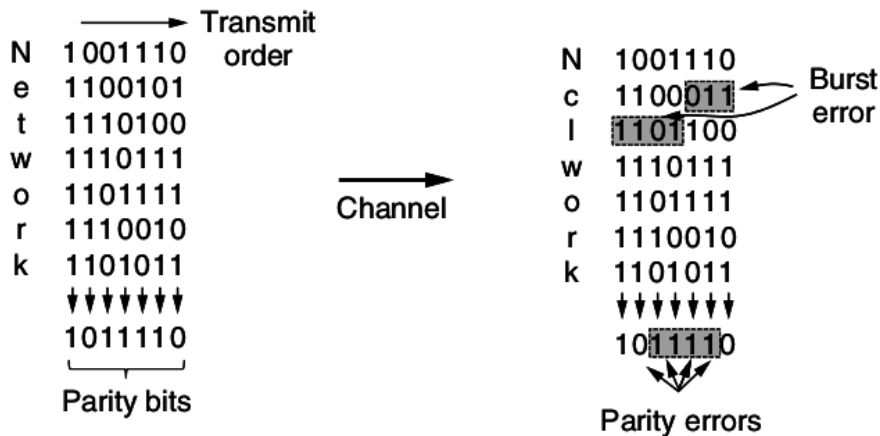 Transmit order
N 1001110
e 1100101
t 1110100
w 1110111
o 1101111
r 1110010
k 1101011
1011110
Parity bits
Channel
N 1001110
c 1100011
l 1101100
w 1110111
o 1101111
r 1110010
k 1101011
1011110
Burst
error
Parity errors